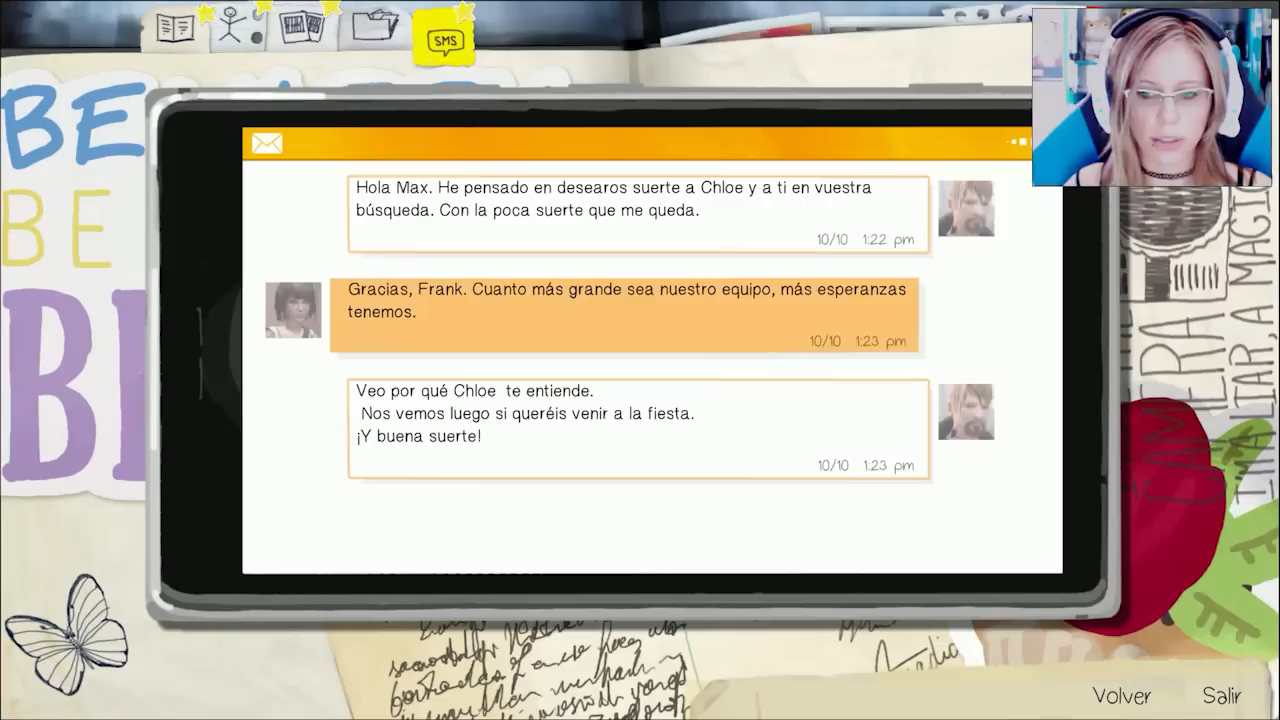 SMS
BE
BE
Hola Max. He pensado en desearos suerte a Chloe y a ti en vuestra
búsqueda. Con la poca suerte que me queda.
10/10 1:22 pm
Gracias, Frank. Cuanto más grande sea nuestro equipo, más esperanzas
tenemos.
10/10 1:23 pm
Veo por qué Chloe te entiende.
Nos vemos luego si queréis venir a la fiesta.
¡Y buena suerte!
10/10 1:23 pm
CAMERA
Volver
Salir